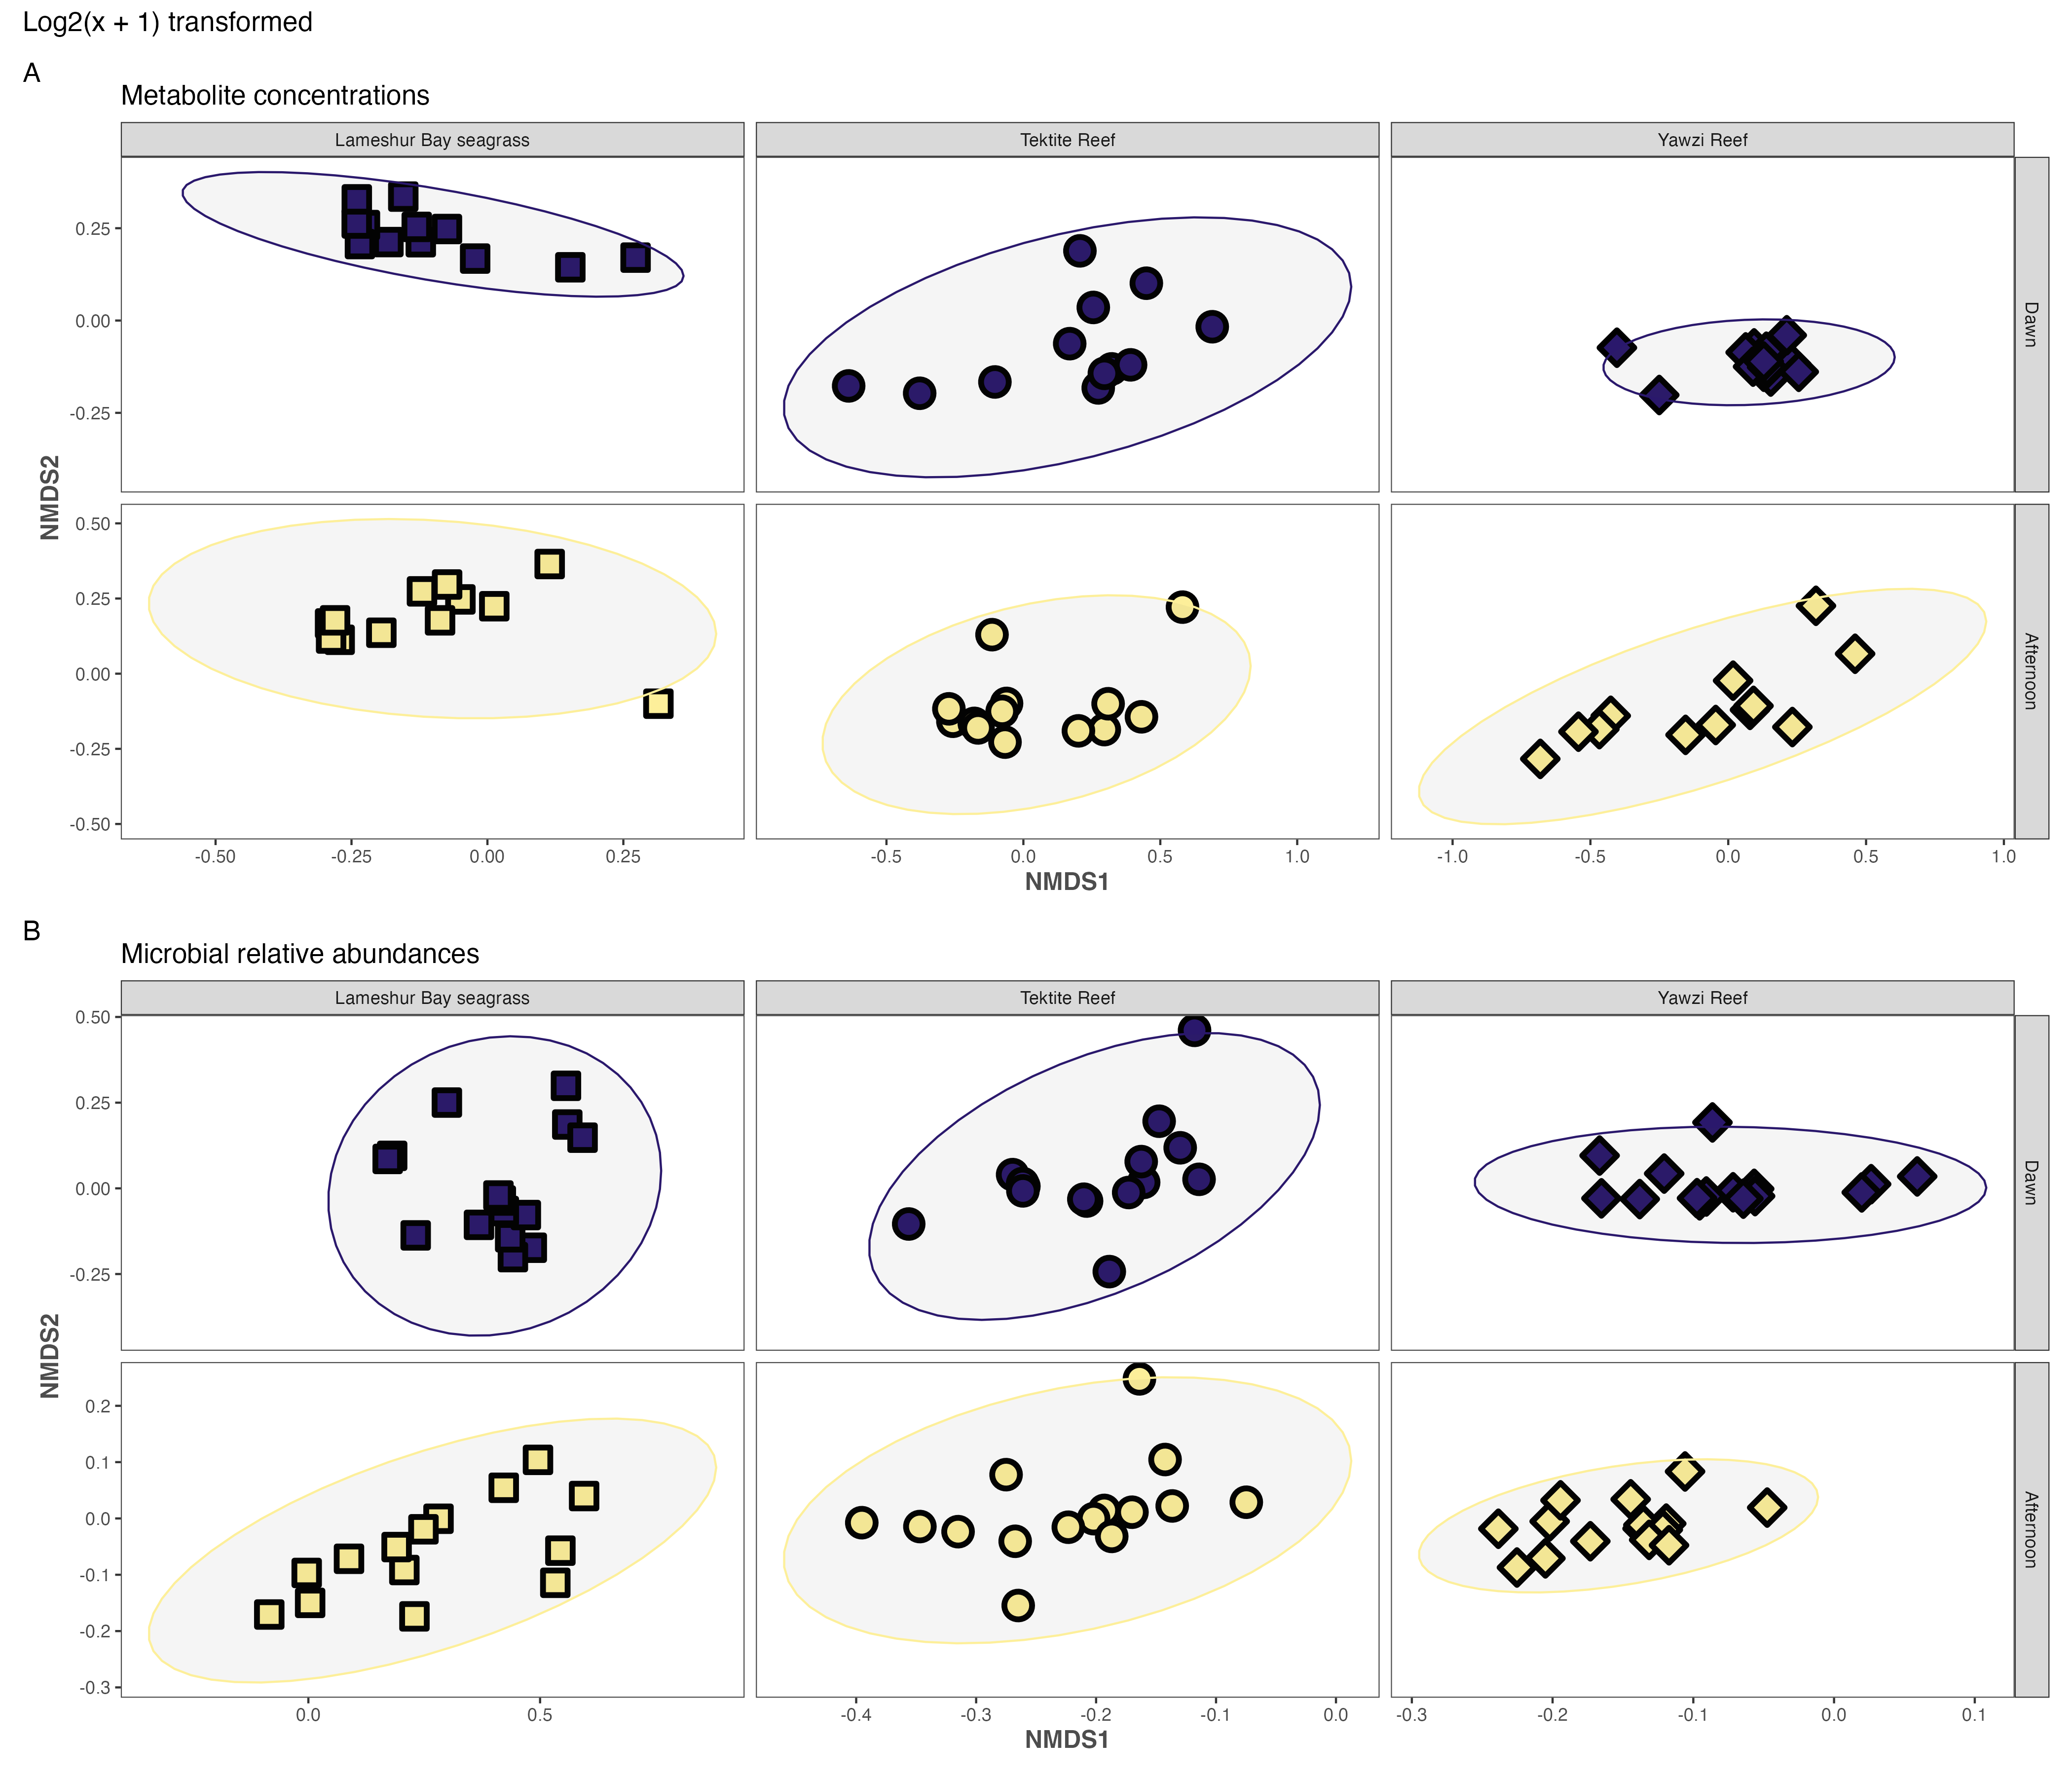 Log2(x + 1) transformed
A
Metabolite concentrations
Lameshur Bay seagrass
Tektite Reef
Yawzi Reef
0.25
0.00
-0.25
Dawn
NMDS2
0.50
0.25
0.00
-0.25
-0.50
Afternoon
-0.50 -0.25 0.00 0.25
-0.5 0.0 0.5 1.0
-1.0 -0.5 0.0 0.5 1.0
NMDS1
B
Microbial relative abundances
Lameshur Bay seagrass
Tektite Reef
Yawzi Reef
0.50
0.25
0.00
-0.25
Dawn
NMDS2
0.2
0.1
0.0
-0.1
-0.2
-0.3
Afternoon
0.0 0.5
-0.4 -0.3 -0.2 -0.1 0.0
-0.3 -0.2 -0.1 0.0 0.1
NMDS1